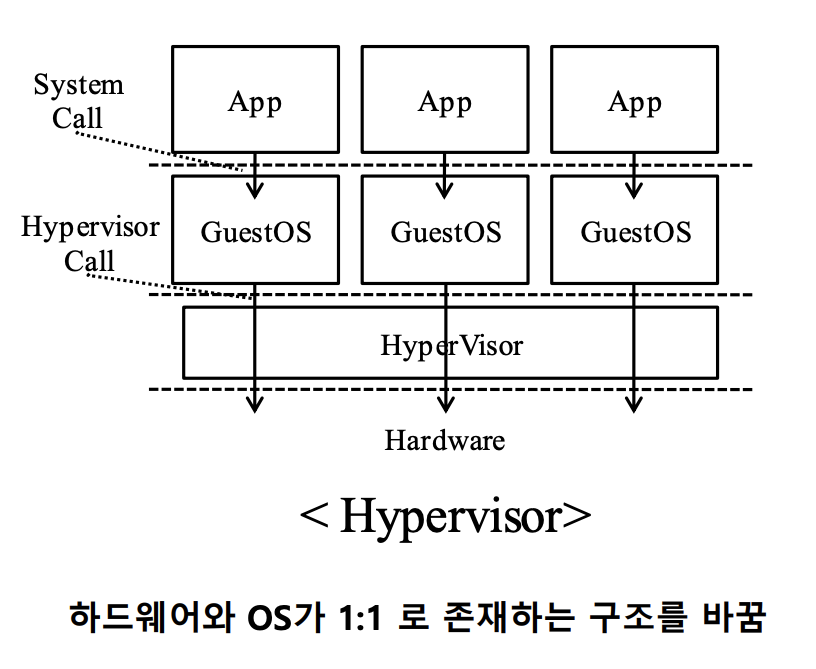 System
Call
App
App
App
Hypervisor
Call
GuestOS
GuestOS
GuestOS
HyperVisor
Hardware
< Hypervisor>
하드웨어와 OS가 1:1 로 존재하는 구조를 바꿈